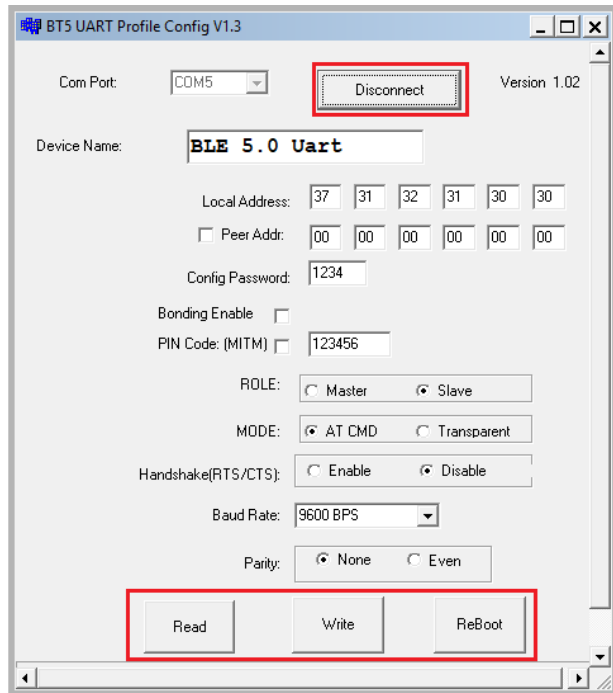 BT5 UART Profile Config V1.3
Com Port: COM5 Disconnect Version 1.02
Device Name: BLE 5.0 Uart
Local Address: 37 31 32 31 30 30
Peer Addr: 00 00 00 00 00 00
Config Password: 1234
Bonding Enable
PIN Code: (MITM) 123456
ROLE: Master Slave
MODE: AT CMD Transparent
Handshake(RTS/CTS): Enable Disable
Baud Rate: 9600 BPS
Parity: None Even
Read Write ReBoot